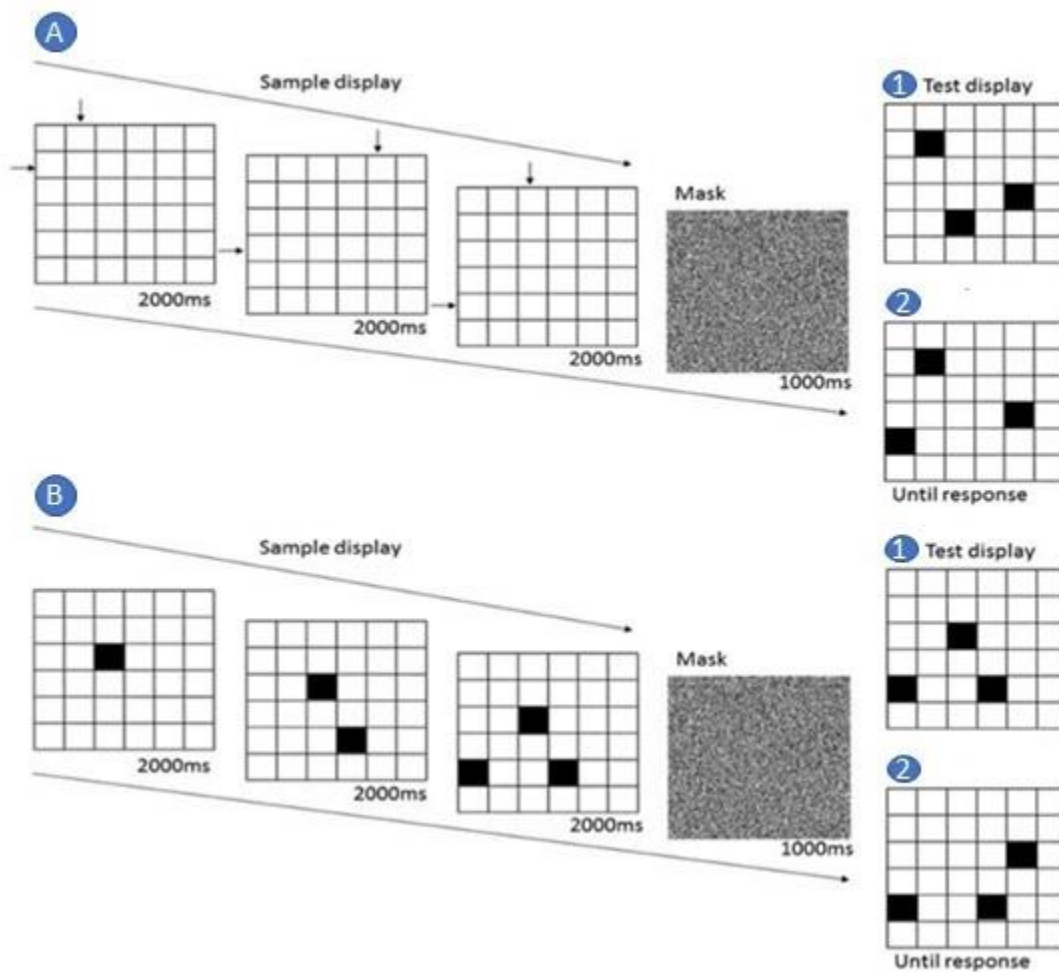 A
Sample display
1 Test display
Mask
2000ms
2000ms
2000ms
1000ms
2
Until response
B
Sample display
1 Test display
Mask
2000ms
2000ms
2000ms
1000ms
2
Until response